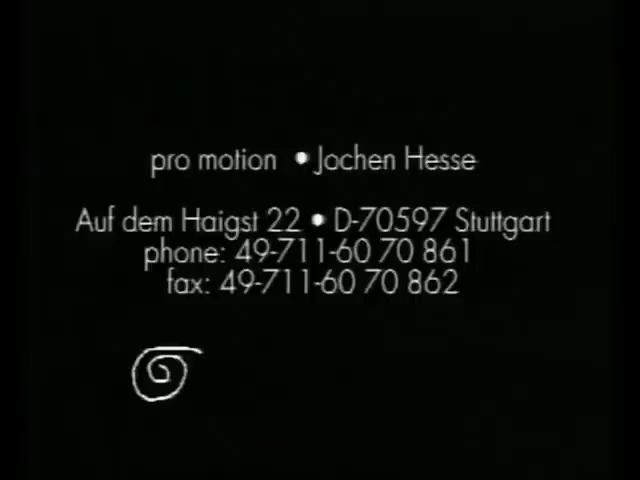 pro motion • Jochen Hesse
Auf dem Haigst 22 • D-70597 Stuttgart
phone: 49-711-60 70 861
fax: 49-711-60 70 862